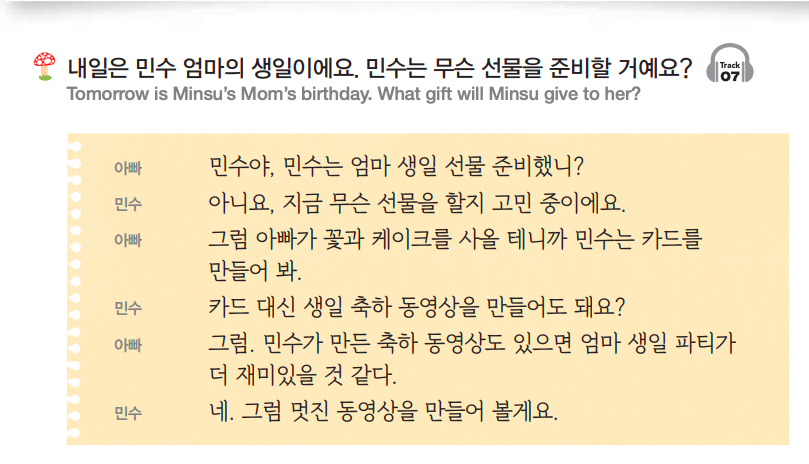 내일은 민수 엄마의 생일이에요. 민수는 무슨 선물을 준비할 거예요?
Track
07
Tomorrow is Minsu's Mom's birthday. What gift will Minsu give to her?
아빠 민수야, 민수는 엄마 생일 선물 준비했니?
민수 아니요, 지금 무슨 선물을 할지 고민 중이에요.
아빠 그럼 아빠가 꽃과 케이크를 사올 테니까 민수는 카드를
만들어 봐.
민수 카드 대신 생일 축하 동영상을 만들어도 돼요?
아빠 그럼. 민수가 만든 축하 동영상도 있으면 엄마 생일 파티가
더 재미있을 것 같다.
민수 네. 그럼 멋진 동영상을 만들어 볼게요.